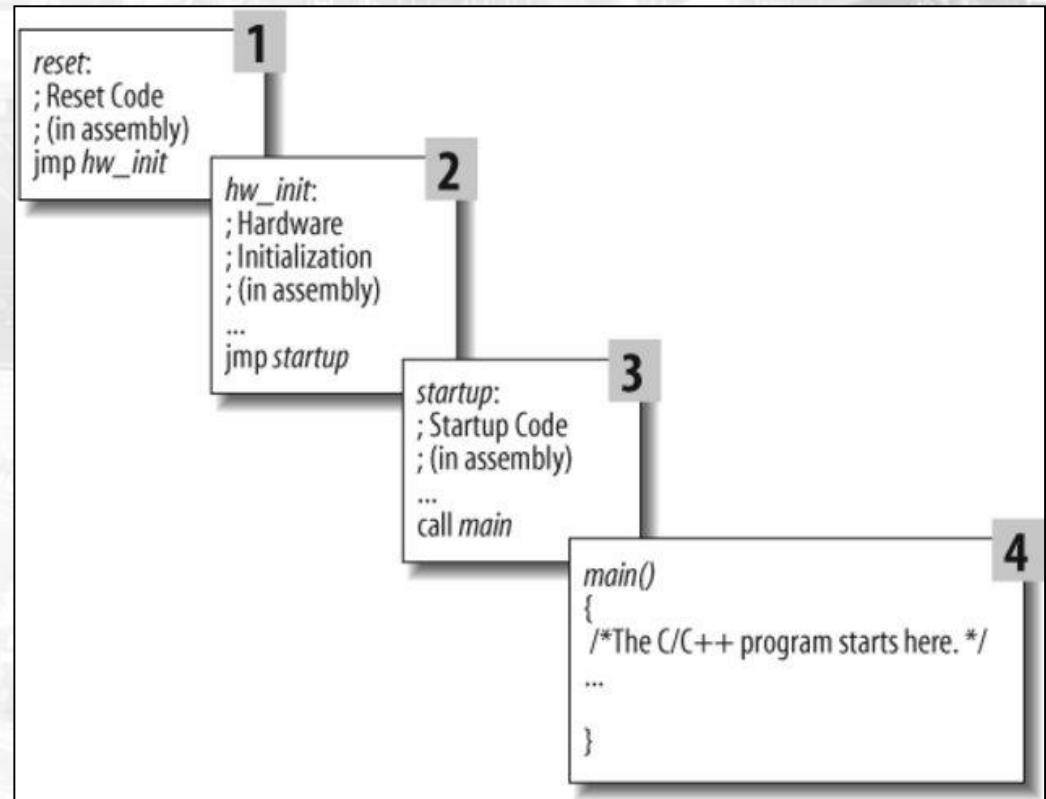 1
reset:
; Reset Code
; (in assembly)
jmp hw_init
2
hw_init:
; Hardware
; Initialization
; (in assembly)
...
jmp startup
3
startup:
; Startup Code
; (in assembly)
...
call main
4
main()
{
/*The C/C++ program starts here. */
...
}